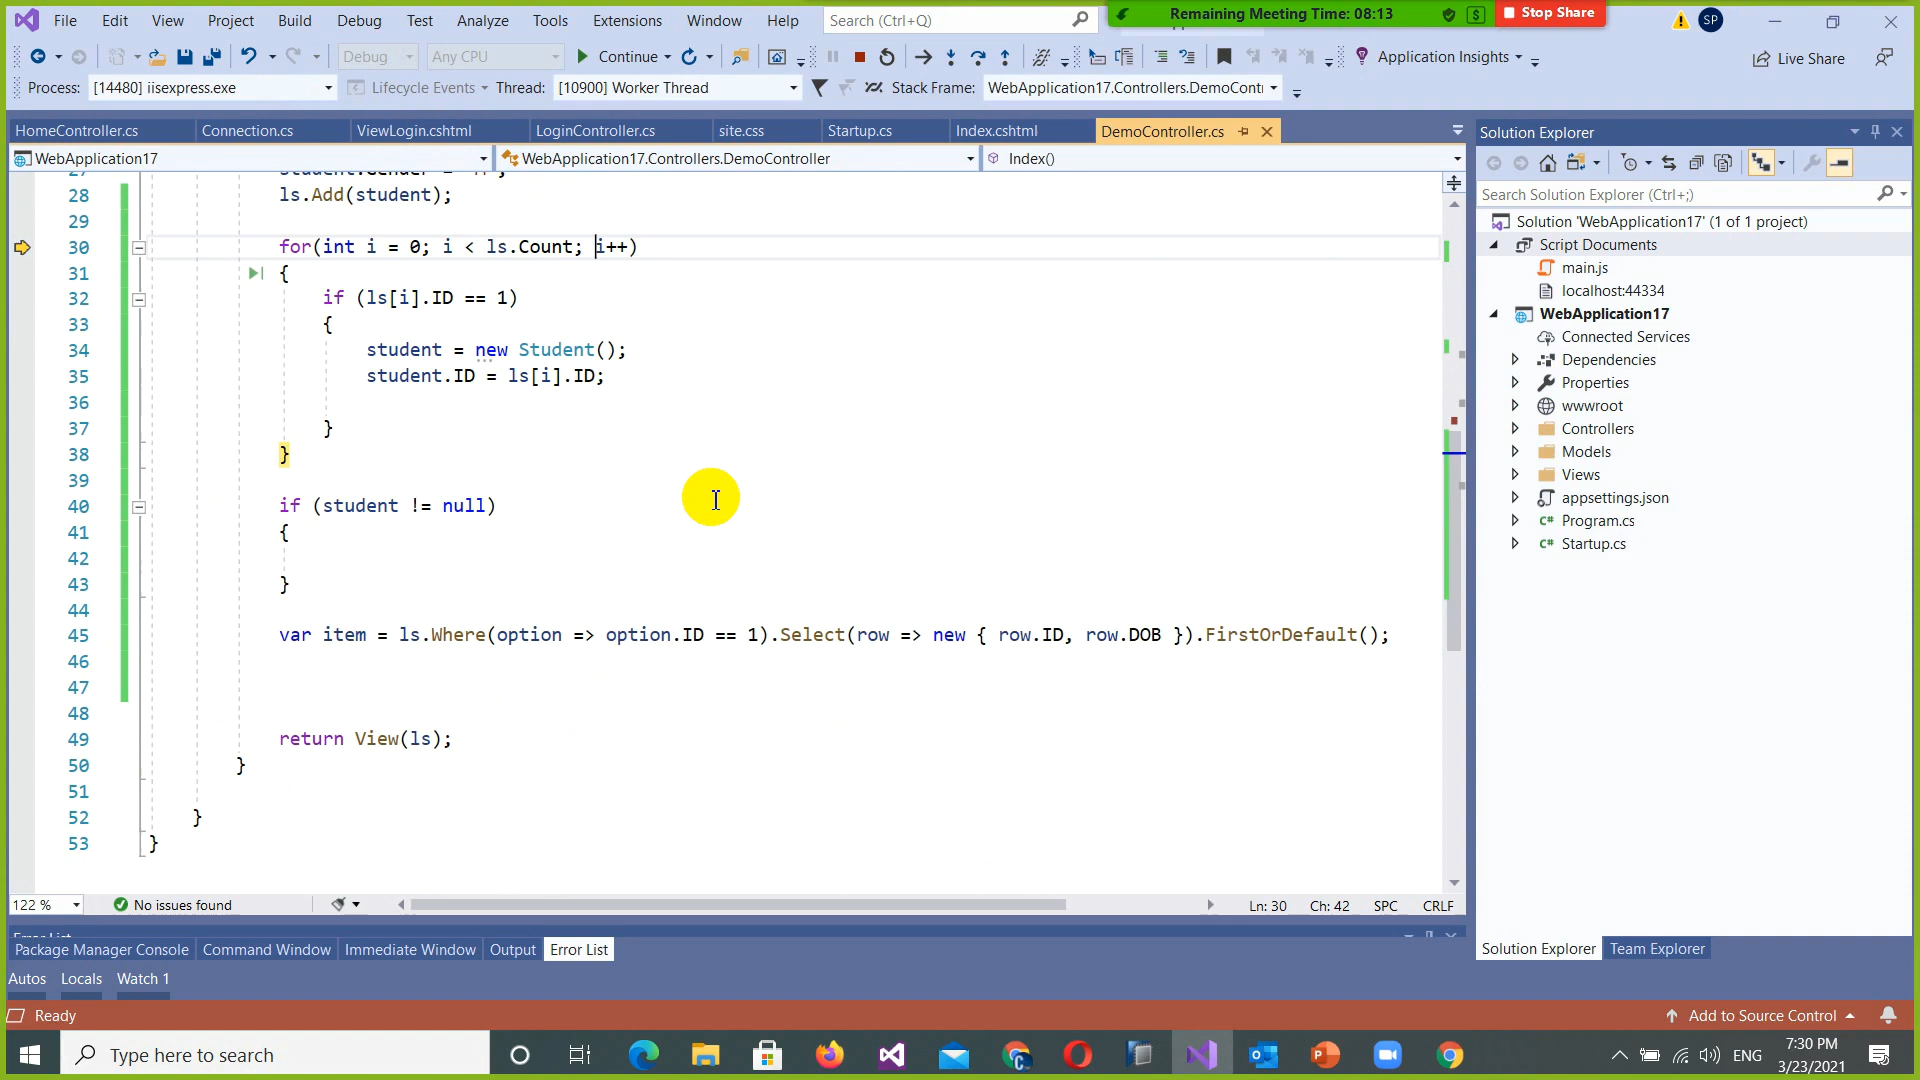 File Edit View Project Build Debug Test Analyze Tools Extensions Window Help Search (Ctrl+Q) Remaining Meeting Time: 08:13 Stop Share SP
Debug Any CPU Continue Application Insights Live Share
Process: [14480] iisexpress.exe Lifecycle Events Thread: [10900] Worker Thread Stack Frame: WebApplication17.Controllers.DemoContr
HomeController.cs Connection.cs ViewLogin.cshtml LoginController.cs site.css Startup.cs Index.cshtml DemoController.cs
WebApplication17 WebApplication17.Controllers.DemoController Index()
28 ls.Add(student);
29
30 for(int i = 0; i < ls.Count; i++)
31 {
32 if (ls[i].ID == 1)
33 {
34 student = new Student();
35 student.ID = ls[i].ID;
36
37 }
38 }
39
40 if (student != null)
41 {
42
43 }
44
45 var item = ls.Where(option => option.ID == 1).Select(row => new { row.ID, row.DOB }).FirstOrDefault();
46
47
48
49 return View(ls);
50 }
51
52 }
53 }
122 % No issues found Ln: 30 Ch: 42 SPC CRLF
Package Manager Console Command Window Immediate Window Output Error List
Autos Locals Watch 1
Solution Explorer
Search Solution Explorer (Ctrl+;)
Solution 'WebApplication17' (1 of 1 project)
Script Documents
main.js
localhost:44334
WebApplication17
Connected Services
Dependencies
Properties
wwwroot
Controllers
Models
Views
appsettings.json
C# Program.cs
C# Startup.cs
Solution Explorer Team Explorer
Ready Add to Source Control
Type here to search ENG 7:30 PM
3/23/2021